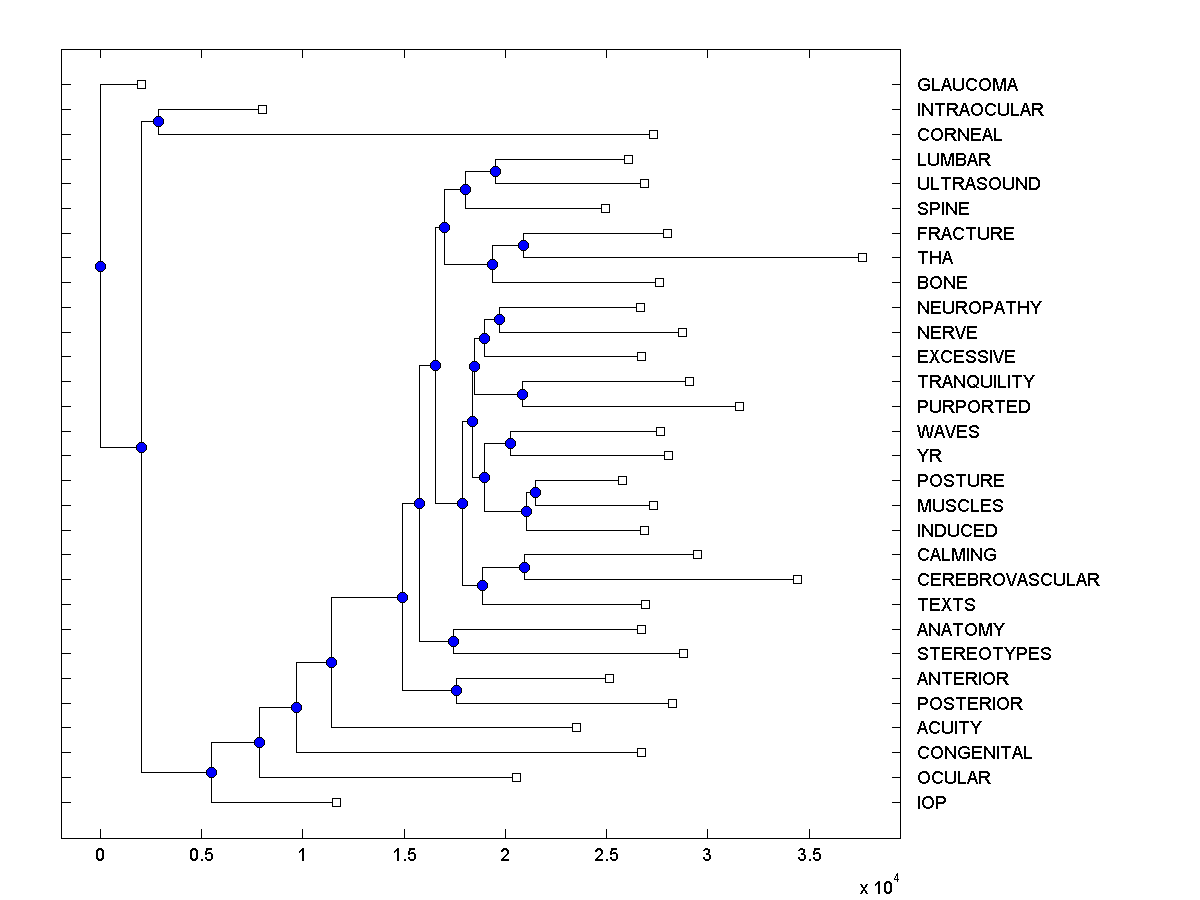 GLAUCOMA
INTRAOCULAR
CORNEAL
LUMBAR
ULTRASOUND
SPINE
FRACTURE
THA
BONE
NEUROPATHY
NERVE
EXCESSIVE
TRANQUILITY
PURPORTED
WAVES
YR
POSTURE
MUSCLES
INDUCED
CALMING
CEREBROVASCULAR
TEXTS
ANATOMY
STEREOTYPES
ANTERIOR
POSTERIOR
ACUITY
CONGENITAL
OCULAR
IOP
0 0.5 1 1.5 2 2.5 3 3.5
x 10^4